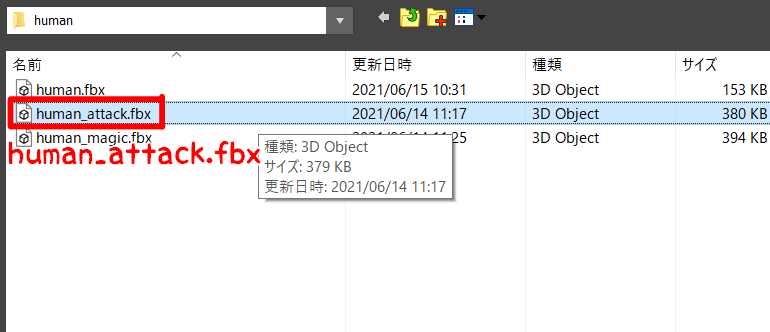 human
名前 更新日時 種類 サイズ
human.fbx 2021/06/15 10:31 3D Object 153 KB
human_attack.fbx 2021/06/14 11:17 3D Object 380 KB
human_magic.fbx 25 3D Object 394 KB
human_attack.fbx
種類: 3D Object
サイズ: 379 KB
更新日時: 2021/06/14 11:17